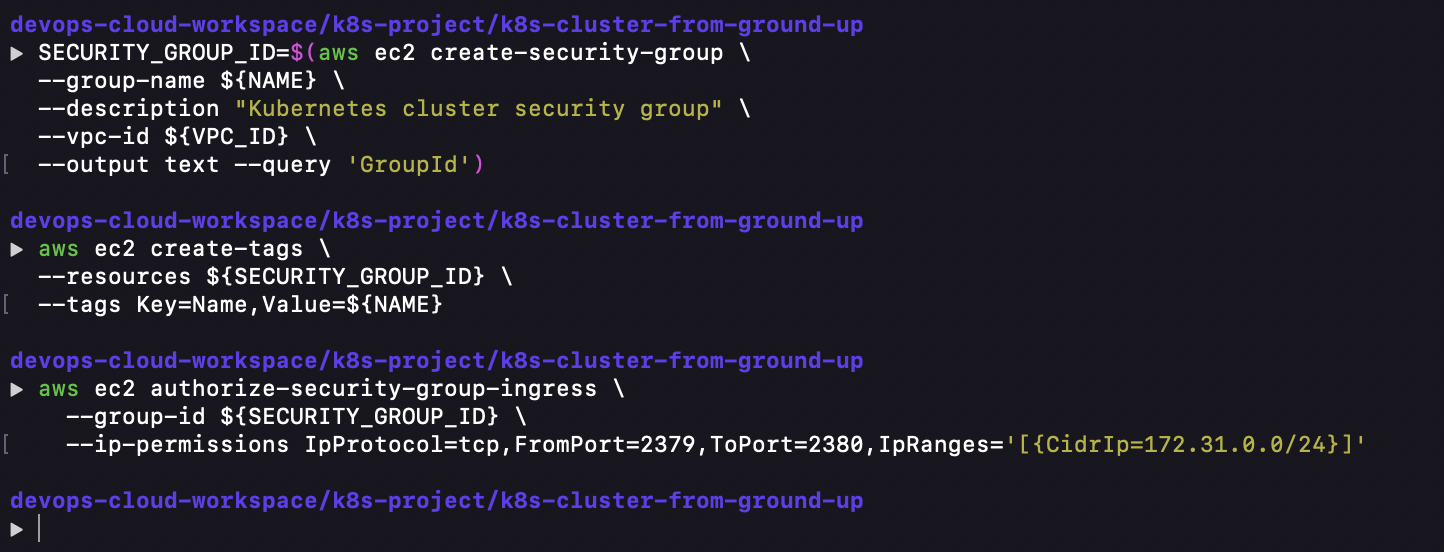 devops-cloud-workspace/k8s-project/k8s-cluster-from-ground-up
▶ SECURITY_GROUP_ID=$(aws ec2 create-security-group \
--group-name ${NAME} \
--description "Kubernetes cluster security group" \
--vpc-id ${VPC_ID} \
[ --output text --query 'GroupId')
devops-cloud-workspace/k8s-project/k8s-cluster-from-ground-up
▶ aws ec2 create-tags \
--resources ${SECURITY_GROUP_ID} \
[ --tags Key=Name,Value=${NAME}
devops-cloud-workspace/k8s-project/k8s-cluster-from-ground-up
▶ aws ec2 authorize-security-group-ingress \
--group-id ${SECURITY_GROUP_ID} \
[ --ip-permissions IpProtocol=tcp,FromPort=2379,ToPort=2380,IpRanges='[{CidrIp=172.31.0.0/24}]'
devops-cloud-workspace/k8s-project/k8s-cluster-from-ground-up
▶